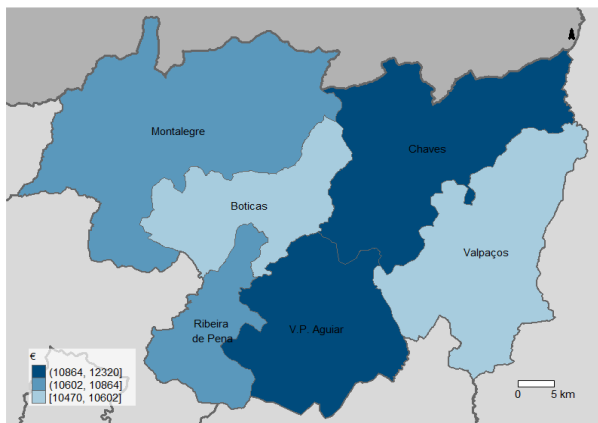 Montalegre
Chaves
Boticas
Valpaços
Ribeira
de Pena
V.P. Aguiar
€
(10864, 12320]
(10602, 10864]
[10470, 10602]
0 5 km